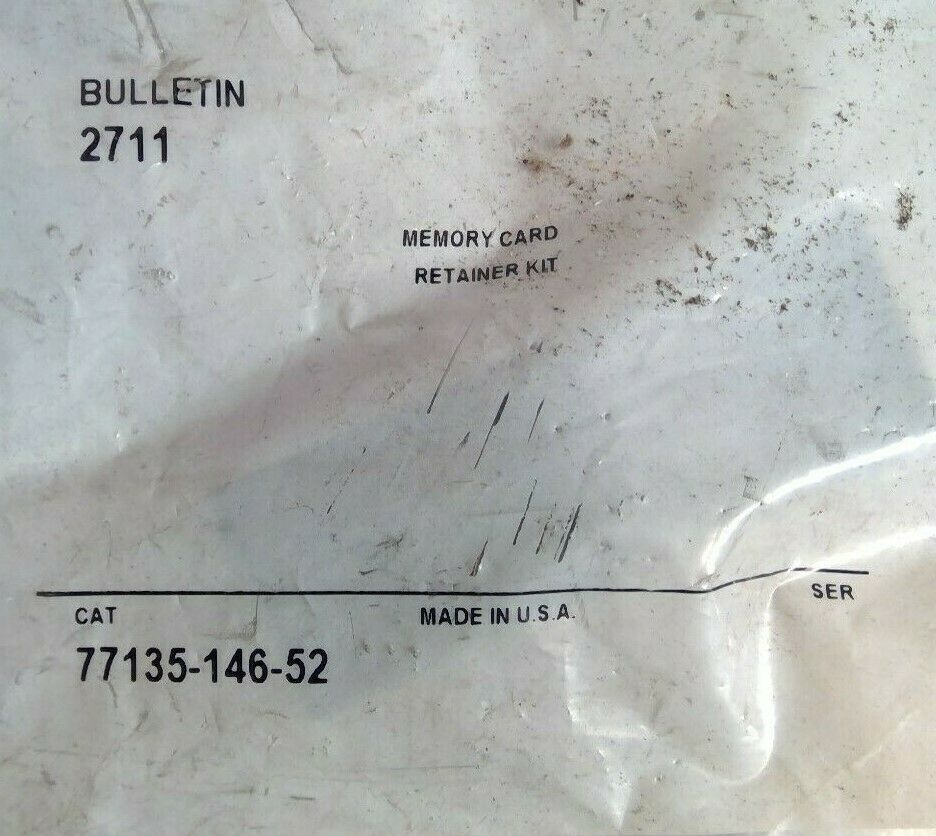 BULLETIN
2711
MEMORY CARD
RETAINER KIT
CAT MADE IN U.S.A. SER
77135-146-52